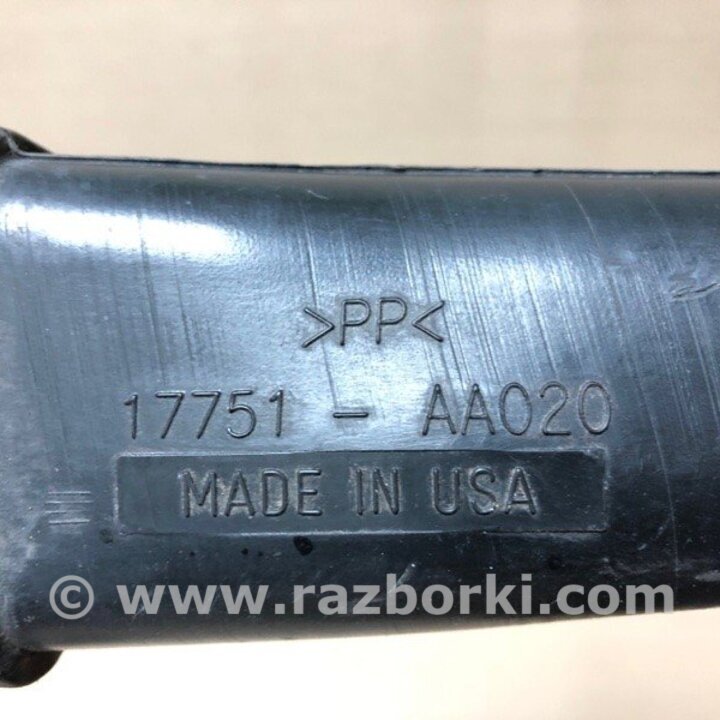 >PP<
17751 - AA020
MADE IN USA
© www.razborki.com